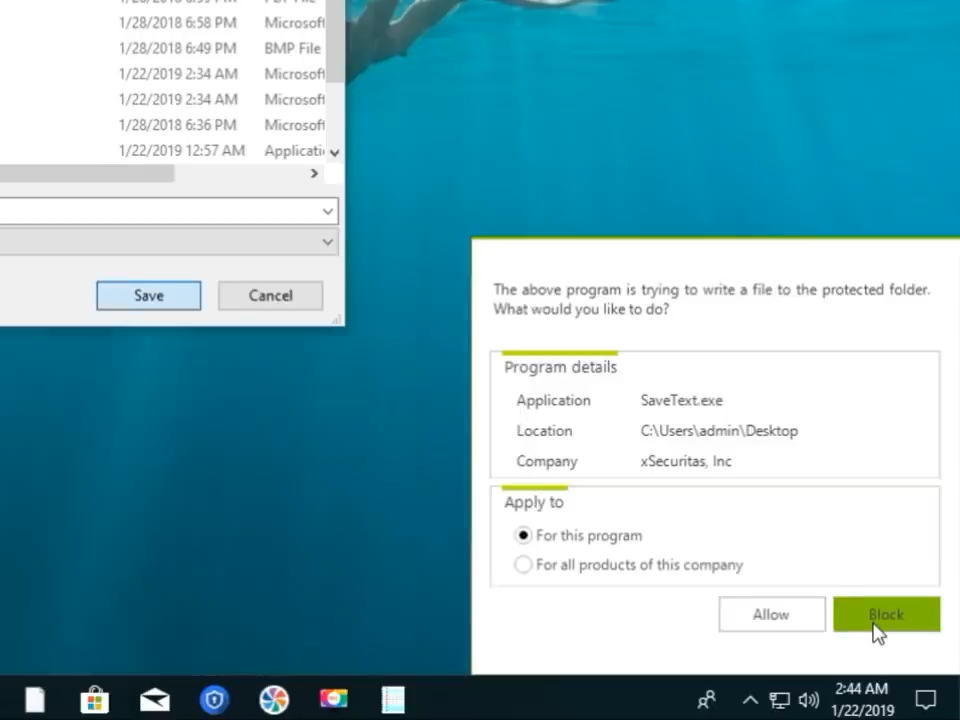 1/28/2018 6:58 PM Microsoft
1/28/2018 6:49 PM BMP File
1/22/2019 2:34 AM Microsoft
1/22/2019 2:34 AM Microsoft
1/28/2018 6:36 PM Microsoft
1/22/2019 12:57 AM Applicati
Save Cancel
The above program is trying to write a file to the protected folder.
What would you like to do?
Program details
Application SaveText.exe
Location C:\Users\admin\Desktop
Company xSecuritas, Inc
Apply to
For this program
For all products of this company
Allow Block
2:44 AM
1/22/2019